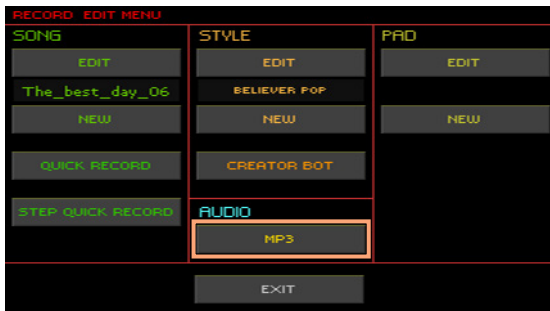 RECORD EDIT MENU
SONG
EDIT
The_best_day_06
NEW
QUICK RECORD
STEP QUICK RECORD
STYLE
EDIT
BELIEVER POP
NEW
CREATOR BOT
AUDIO
MP3
PAD
EDIT
NEW
EXIT